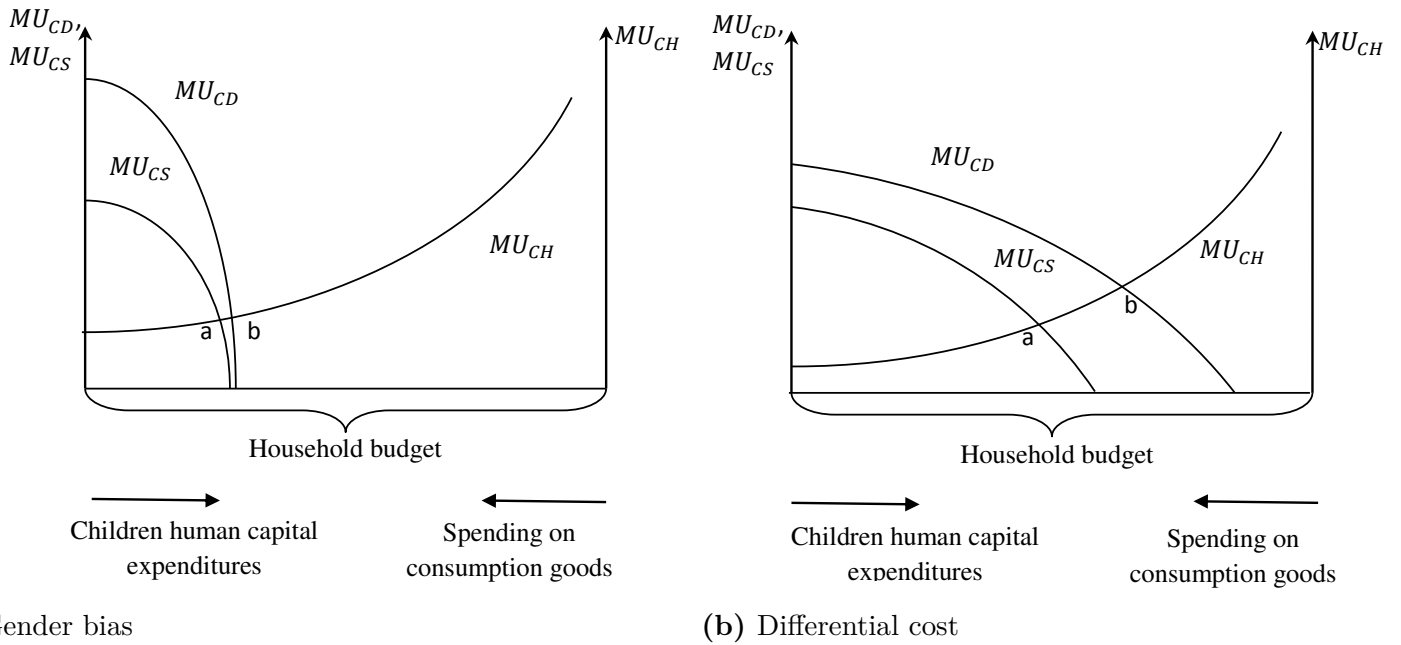 MU_CD,
MU_CS
MU_CH
MU_CD
MU_CS
MU_CH
a
b
Household budget
Children human capital
expenditures
Spending on
consumption goods
ender bias
MU_CD,
MU_CS
MU_CH
MU_CD
MU_CS
MU_CH
b
a
Household budget
Children human capital
expenditures
Spending on
consumption goods
(b) Differential cost